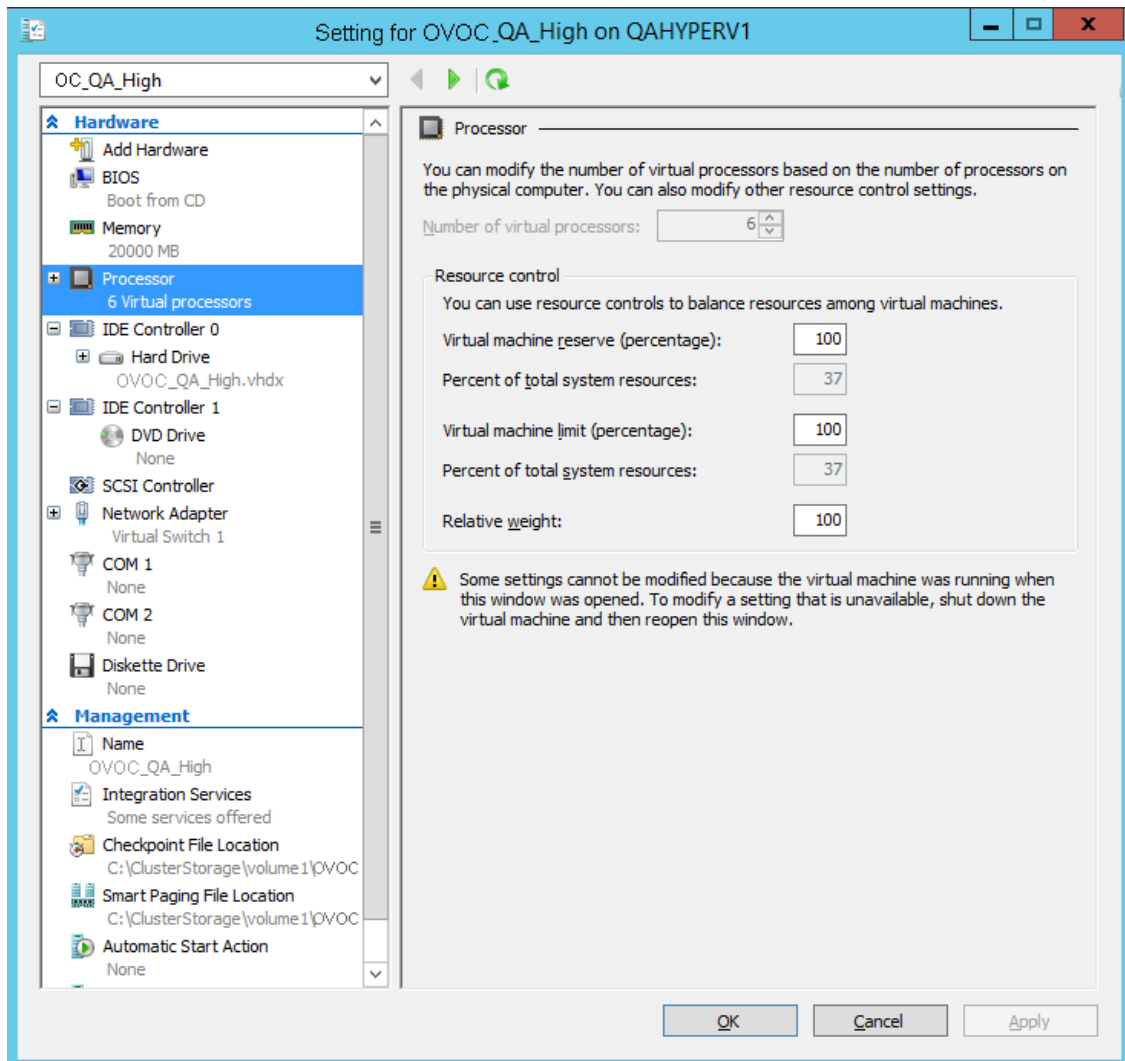 Setting for OVOC_QA_High on QAHYPERV1
X
OC_QA_High
Hardware
Add Hardware
BIOS
Boot from CD
Memory
20000 MB
Processor
6 Virtual processors
IDE Controller 0
Hard Drive
OVOC_QA_High.vhdx
IDE Controller 1
DVD Drive
None
SCSI Controller
Network Adapter
Virtual Switch 1
COM 1
None
COM 2
None
Diskette Drive
None
Management
Name
OVOC_QA_High
Integration Services
Some services offered
Checkpoint File Location
C:\ClusterStorage\volume1\OVOC
Smart Paging File Location
C:\ClusterStorage\volume1\OVOC
Automatic Start Action
None
Processor
You can modify the number of virtual processors based on the number of processors on
the physical computer. You can also modify other resource control settings.
Number of virtual processors: 6
Resource control
You can use resource controls to balance resources among virtual machines.
Virtual machine reserve (percentage): 100
Percent of total system resources: 37
Virtual machine limit (percentage): 100
Percent of total system resources: 37
Relative weight: 100
Some settings cannot be modified because the virtual machine was running when
this window was opened. To modify a setting that is unavailable, shut down the
virtual machine and then reopen this window.
OK Cancel Apply